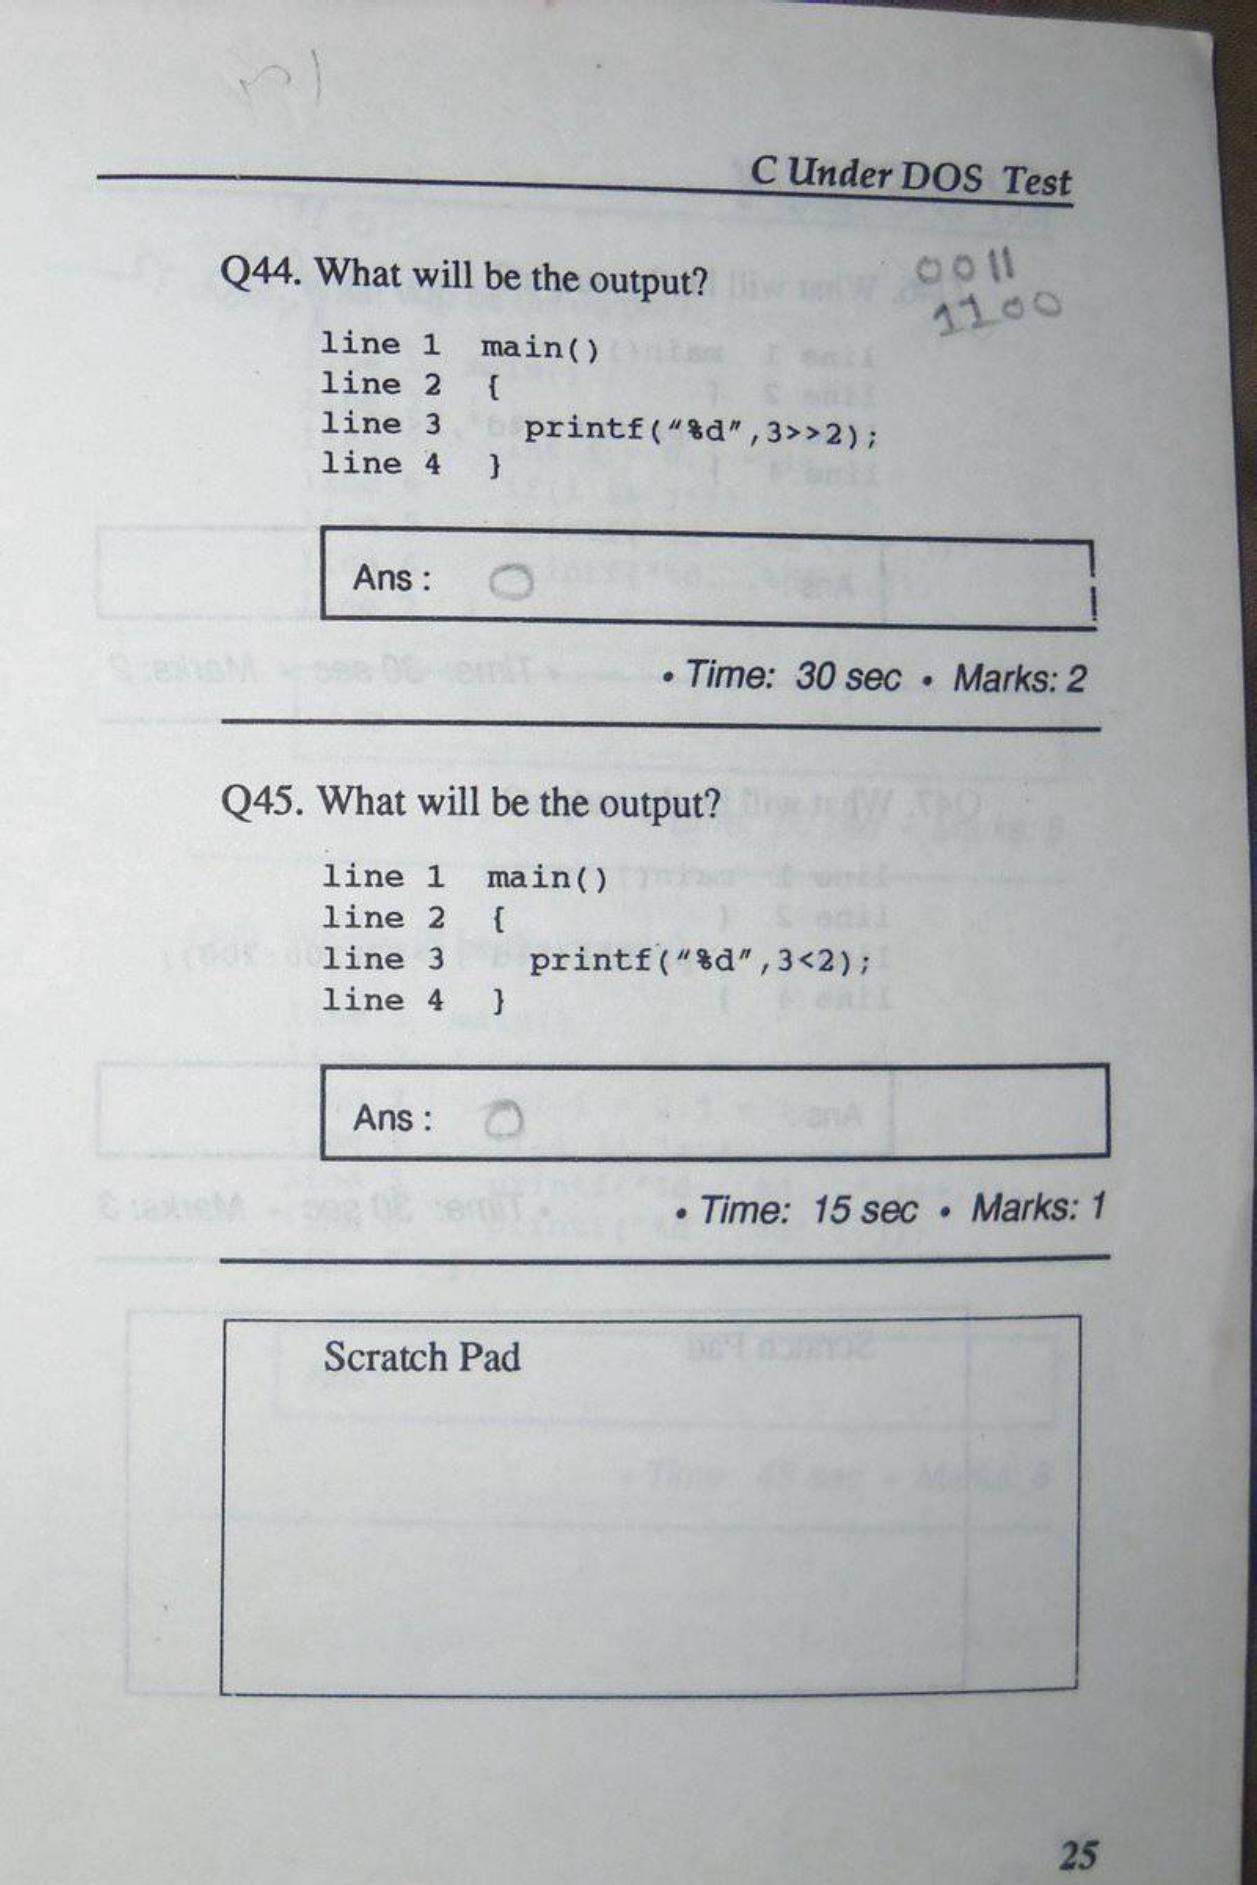 C Under DOS Test
Q44. What will be the output?
0011
1100
line 1 main()
line 2 {
line 3 printf("%d",3>>2);
line 4 }
Ans : 0
• Time: 30 sec • Marks: 2
Q45. What will be the output?
line 1 main()
line 2 {
line 3 printf("%d",3<2);
line 4 }
Ans : 0
• Time: 15 sec • Marks: 1
Scratch Pad
25